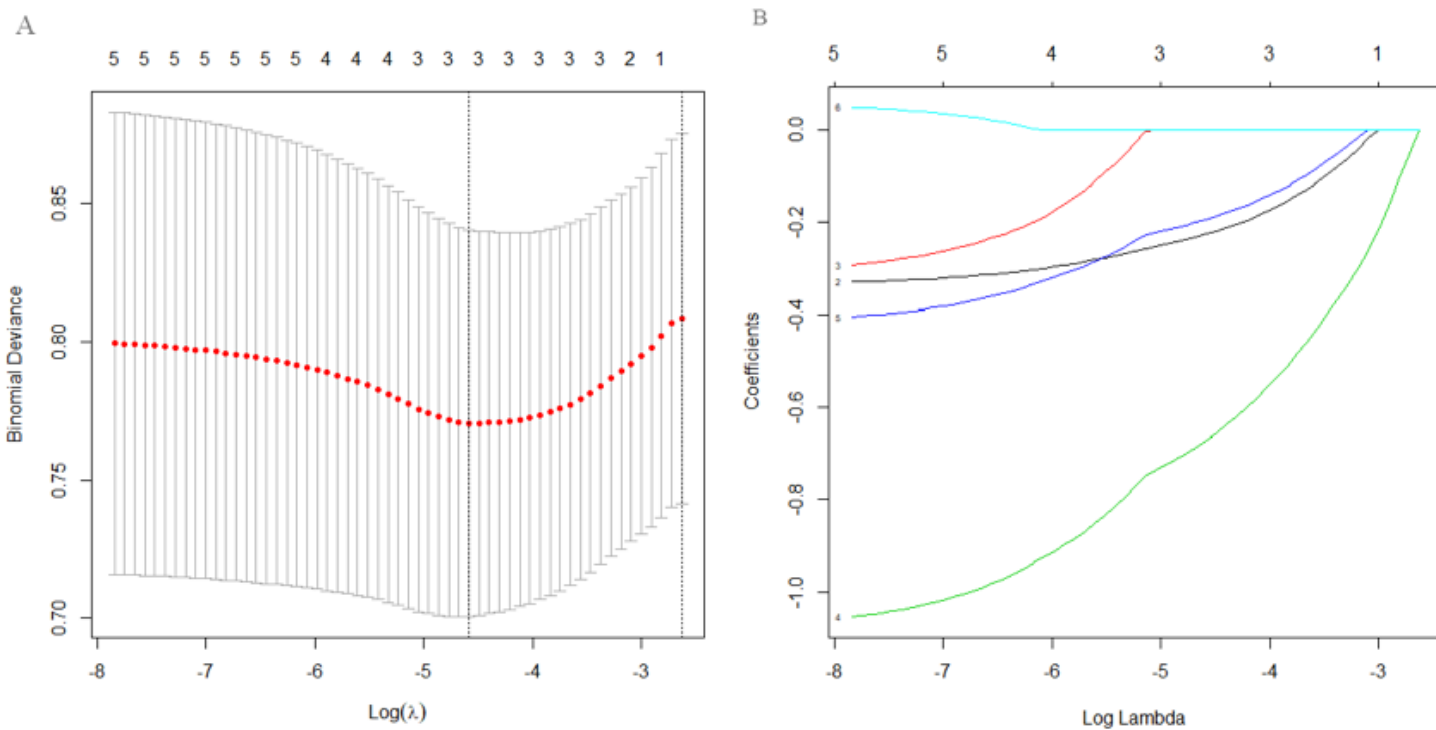 A
5 5 5 5 5 5 5 4 4 4 3 3 3 3 3 3 3 2 1
Binomial Deviance
0.85
0.80
0.75
0.70
-8 -7 -6 -5 -4 -3
Log(λ)
B
5 5 4 3 3 1
Coefficients
0.0
-0.2
-0.4
-0.6
-0.8
-1.0
6
3
2
5
4
-8 -7 -6 -5 -4 -3
Log Lambda